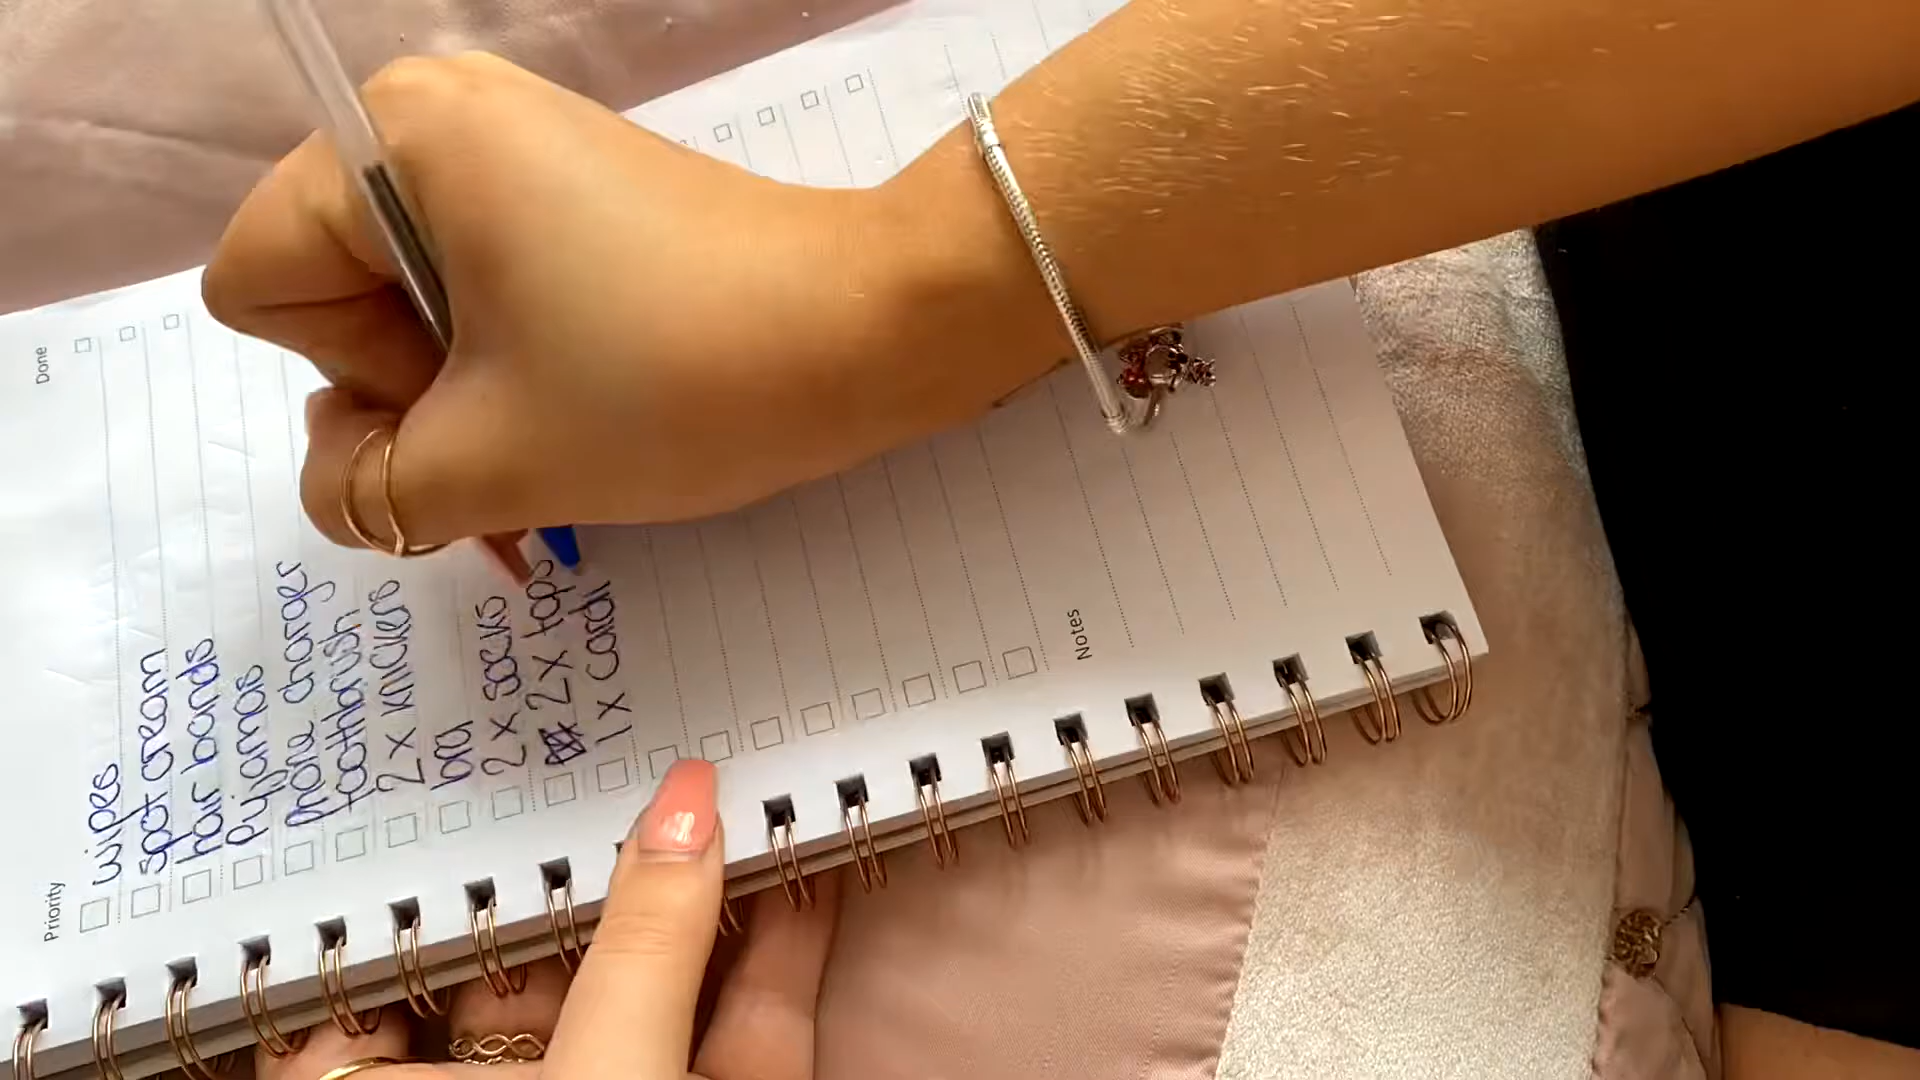 Priority
Done
wipes
spot cream
hair bands
Pyjamas
Phone charger
toothbrush
2 x knickers
bra
2 x socks
2 x tops
1 x cardi
Notes